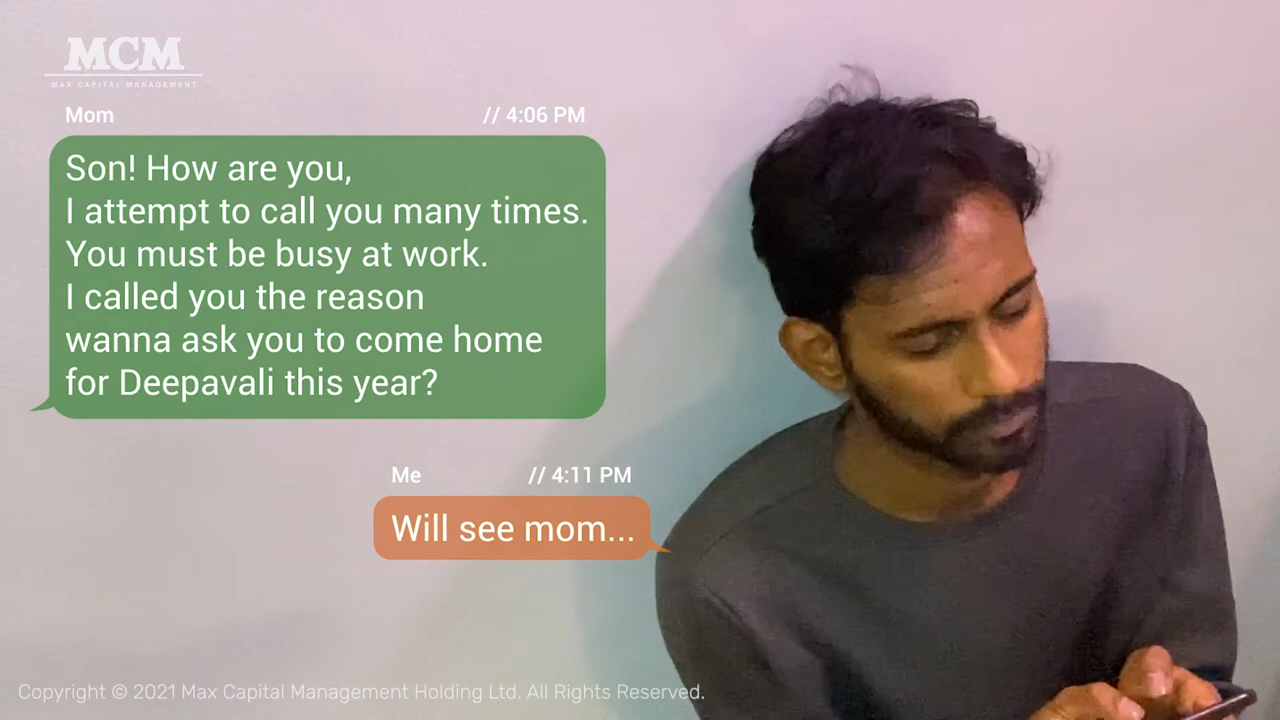 MCM
MAX CAPITAL MANAGEMENT
Mom // 4:06 PM
Son! How are you,
I attempt to call you many times.
You must be busy at work.
I called you the reason
wanna ask you to come home
for Deepavali this year?
Me // 4:11 PM
Will see mom...
Copyright © 2021 Max Capital Management Holding Ltd. All Rights Reserved.